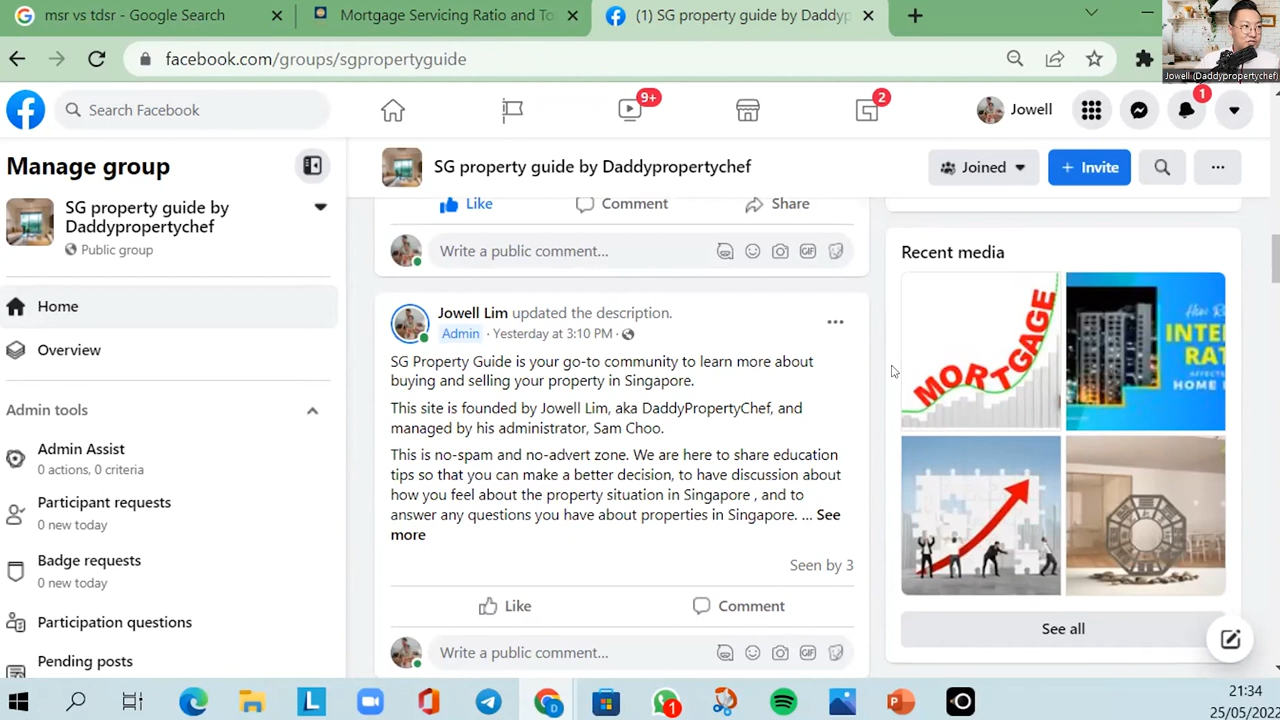 msr vs tdsr - Google Search
Mortgage Servicing Ratio and To
(1) SG property guide by Daddyp
facebook.com/groups/sgpropertyguide
Jowell (Daddypropertychef)
Search Facebook
9+
2
Jowell
1
Manage group
SG property guide by
Daddypropertychef
Public group
Home
Overview
Admin tools
Admin Assist
0 actions, 0 criteria
Participant requests
0 new today
Badge requests
0 new today
Participation questions
Pending posts
SG property guide by Daddypropertychef
Joined
+ Invite
Like
Comment
Share
Write a public comment...
GIF
Jowell Lim updated the description.
Admin · Yesterday at 3:10 PM ·
SG Property Guide is your go-to community to learn more about
buying and selling your property in Singapore.
This site is founded by Jowell Lim, aka DaddyPropertyChef, and
managed by his administrator, Sam Choo.
This is no-spam and no-advert zone. We are here to share education
tips so that you can make a better decision, to have discussion about
how you feel about the property situation in Singapore , and to
answer any questions you have about properties in Singapore. ... See
more
Seen by 3
Like
Comment
Write a public comment...
GIF
Recent media
MORTGAGE
INTE
RAT
HOME
See all
L
1
21:34
25/05/2022